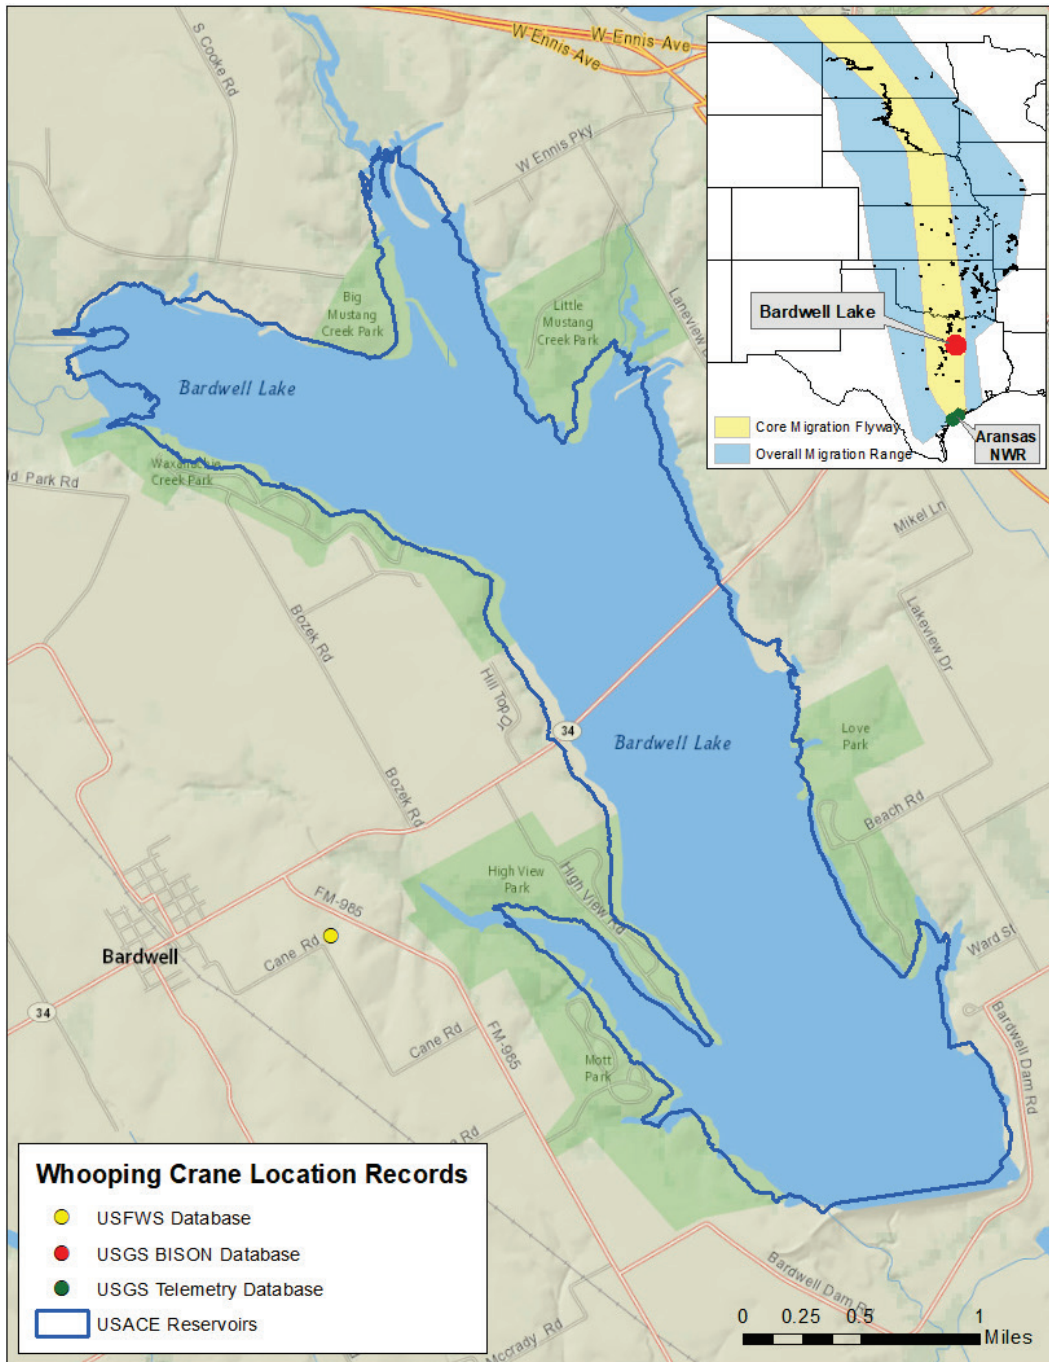 S Cooke Rd
W Ennis Ave
W Ennis Ave
W Ennis Pky
Big
Mustang
Creek Park
Little
Mustang
Creek Park
Bardwell Lake
Waxahachie
Creek Park
Park Rd
Bozek Rd
Hill Top Dr
34
Bardwell Lake
Bozek Rd
Mikel Ln
Lakeview Dr
Love
Park
Beach Rd
Ward St
High View
Park
High View Rd
FM-985
Cane Rd
Bardwell
34
Cane Rd
FM-985
Mott
Park
Bardwell Dam Rd
Bardwell Dam Rd
Mccrady Rd
Bardwell Lake
Core Migration Flyway
Overall Migration Range
Aransas
NWR
Whooping Crane Location Records
USFWS Database
USGS BISON Database
USGS Telemetry Database
USACE Reservoirs
0 0.25 0.5 1
Miles